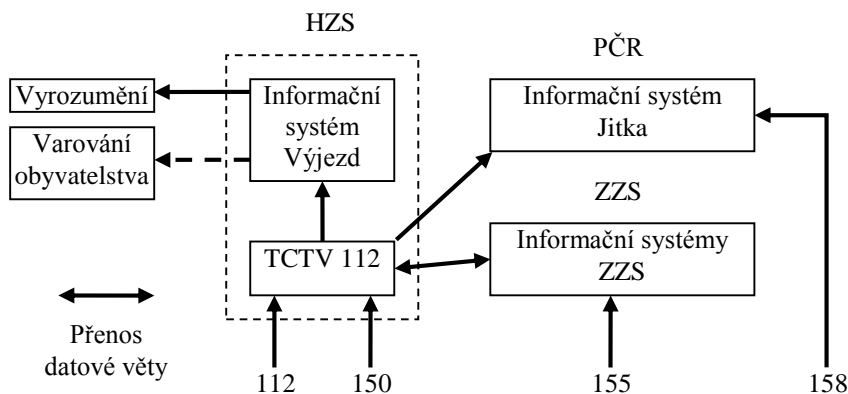 HZS
PČR
Vyrozumění
Informační
systém
Výjezd
Informační systém
Jitka
Varování
obyvatelstva
ZZS
TCTV 112
Informační systémy
ZZS
Přenos
datové věty
112
150
155
158